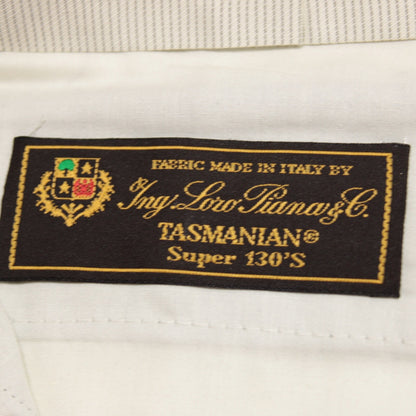 FABRIC MADE IN ITALY BY
Ing. Loro Piana & C.
TASMANIAN®
Super 130'S